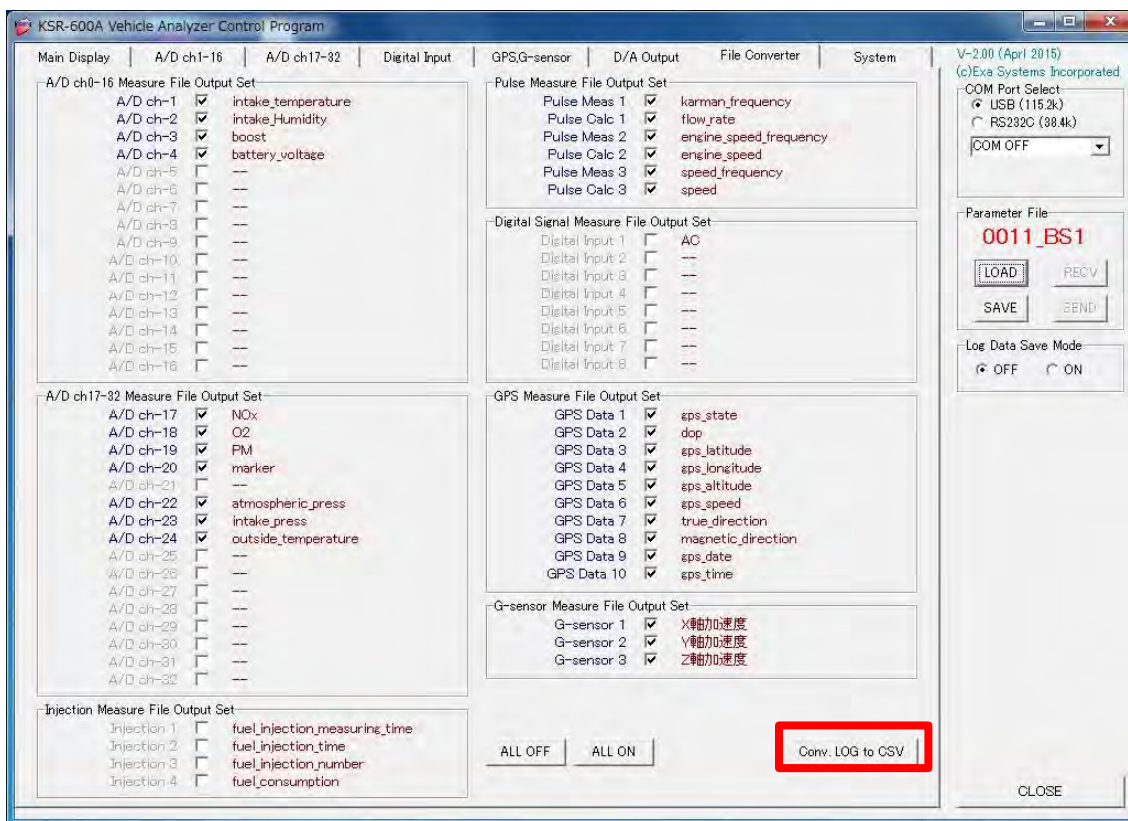 KSR-600A Vehicle Analyzer Control Program
Main Display
A/D ch1-16
A/D ch17-32
Digital Input
GPS,G-sensor
D/A Output
File Converter
System
A/D ch0-16 Measure File Output Set
A/D ch-1 intake_temperature
A/D ch-2 intake_Humidity
A/D ch-3 boost
A/D ch-4 battery_voltage
A/D ch-5 --
A/D ch-6 --
A/D ch-7 --
A/D ch-8 --
A/D ch-9 --
A/D ch-10 --
A/D ch-11 --
A/D ch-12 --
A/D ch-13 --
A/D ch-14 --
A/D ch-15 --
A/D ch-16 --
A/D ch17-32 Measure File Output Set
A/D ch-17 NOx
A/D ch-18 O2
A/D ch-19 PM
A/D ch-20 marker
A/D ch-21 --
A/D ch-22 atmospheric_press
A/D ch-23 intake_press
A/D ch-24 outside_temperature
A/D ch-25 --
A/D ch-26 --
A/D ch-27 --
A/D ch-28 --
A/D ch-29 --
A/D ch-30 --
A/D ch-31 --
A/D ch-32 --
Injection Measure File Output Set
Injection 1 fuel_injection_measuring_time
Injection 2 fuel_injection_time
Injection 3 fuel_injection_number
Injection 4 fuel_consumption
Pulse Measure File Output Set
Pulse Meas 1 karman_frequency
Pulse Calc 1 flow_rate
Pulse Meas 2 engine_speed_frequency
Pulse Calc 2 engine_speed
Pulse Meas 3 speed_frequency
Pulse Calc 3 speed
Digital Signal Measure File Output Set
Digital Input 1 AC
Digital Input 2 --
Digital Input 3 --
Digital Input 4 --
Digital Input 5 --
Digital Input 6 --
Digital Input 7 --
Digital Input 8 --
GPS Measure File Output Set
GPS Data 1 gps_state
GPS Data 2 dop
GPS Data 3 gps_latitude
GPS Data 4 gps_longitude
GPS Data 5 gps_altitude
GPS Data 6 gps_speed
GPS Data 7 true_direction
GPS Data 8 magnetic_direction
GPS Data 9 gps_date
GPS Data 10 gps_time
G-sensor Measure File Output Set
G-sensor 1 X軸加速度
G-sensor 2 Y軸加速度
G-sensor 3 Z軸加速度
ALL OFF
ALL ON
Conv. LOG to CSV
V-2.00 (Aprl 2015)
(c)Exa Systems Incorporated
COM Port Select
USB (115.2k)
RS232C (38.4k)
COM OFF
Parameter File
0011_BS1
LOAD
RECV
SAVE
SEND
Log Data Save Mode
OFF
ON
CLOSE